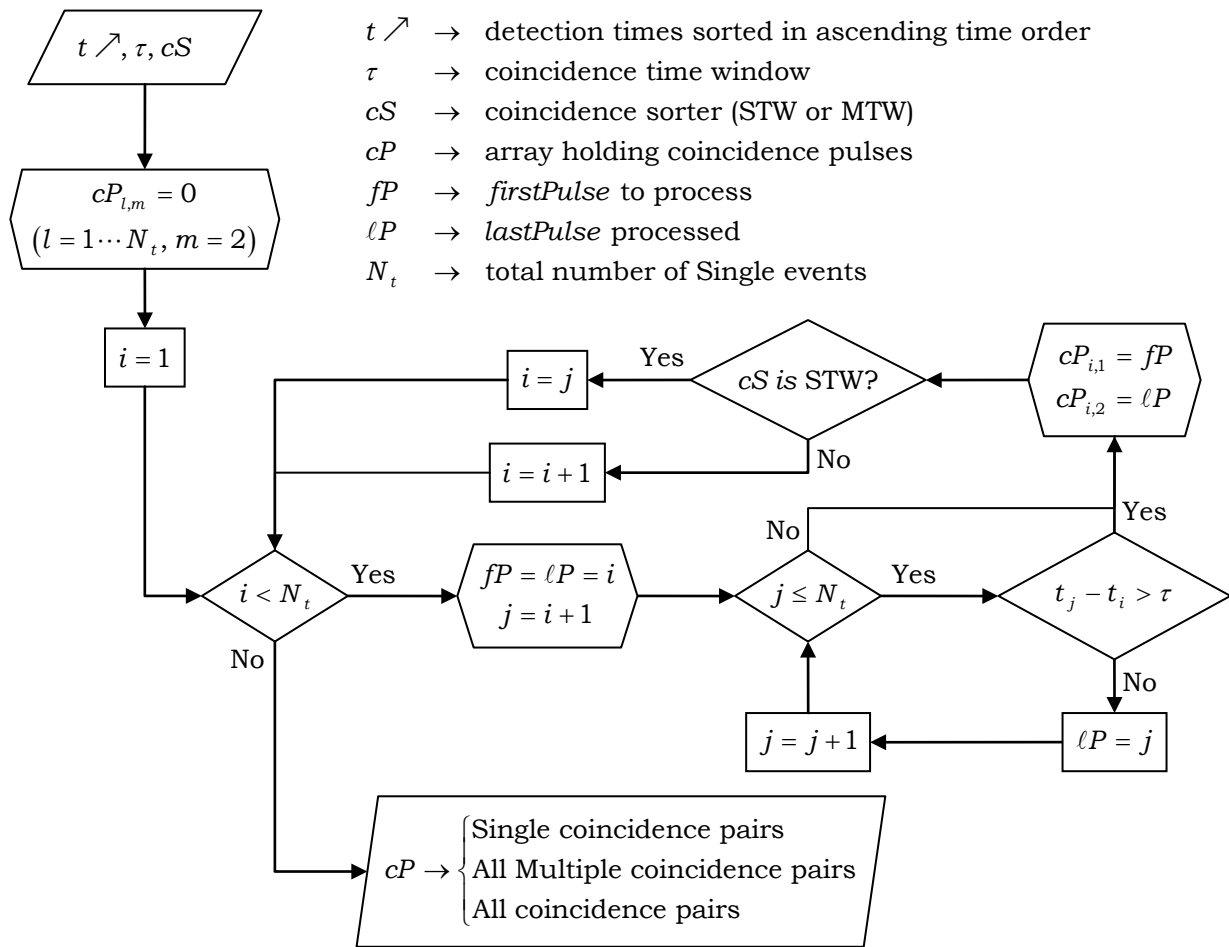 t ↗, τ, cS
t ↗ → detection times sorted in ascending time order
τ → coincidence time window
cS → coincidence sorter (STW or MTW)
cP → array holding coincidence pulses
fP → firstPulse to process
ℓP → lastPulse processed
N_t → total number of Single events
cP_{l,m} = 0
(l = 1⋯N_t, m = 2)
i = 1
i = j
Yes
cS is STW?
cP_{i,1} = fP
cP_{i,2} = ℓP
i = i + 1
No
i < N_t
Yes
fP = ℓP = i
j = i + 1
No
j ≤ N_t
Yes
Yes
t_j − t_i > τ
No
No
j = j + 1
ℓP = j
cP → { Single coincidence pairs
All Multiple coincidence pairs
All coincidence pairs